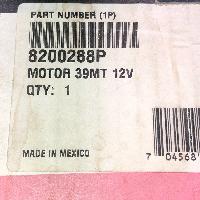 PART NUMBER (1P)
8200288P
MOTOR 39MT 12V
QTY: 1
MADE IN MEXICO
7 04568